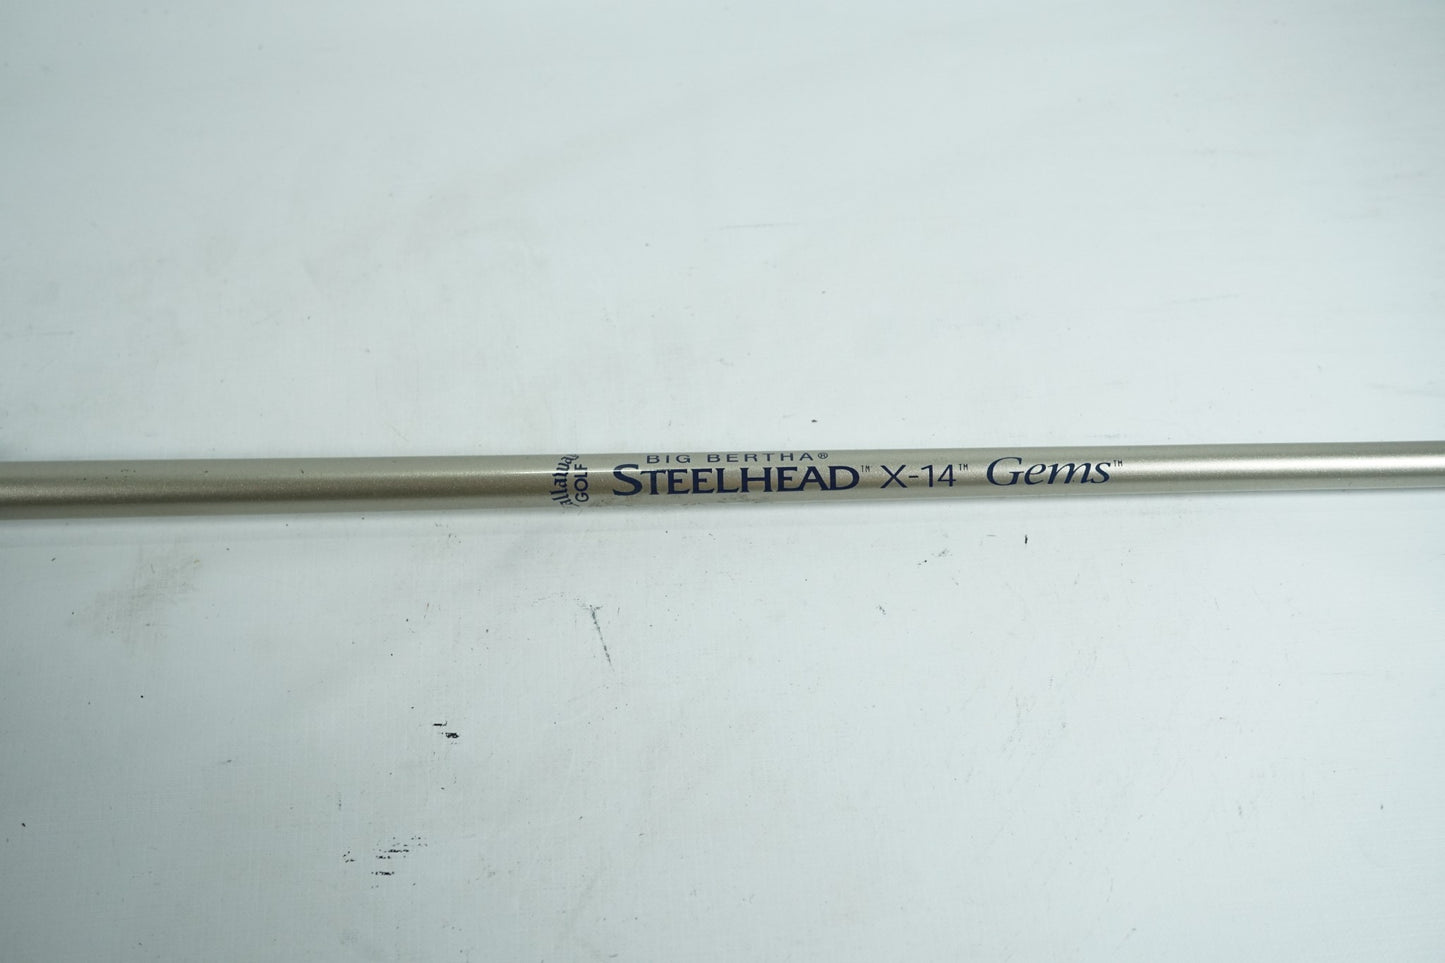 Callaway
GOLF
BIG BERTHA®
STEELHEAD™ X-14™ Gems™